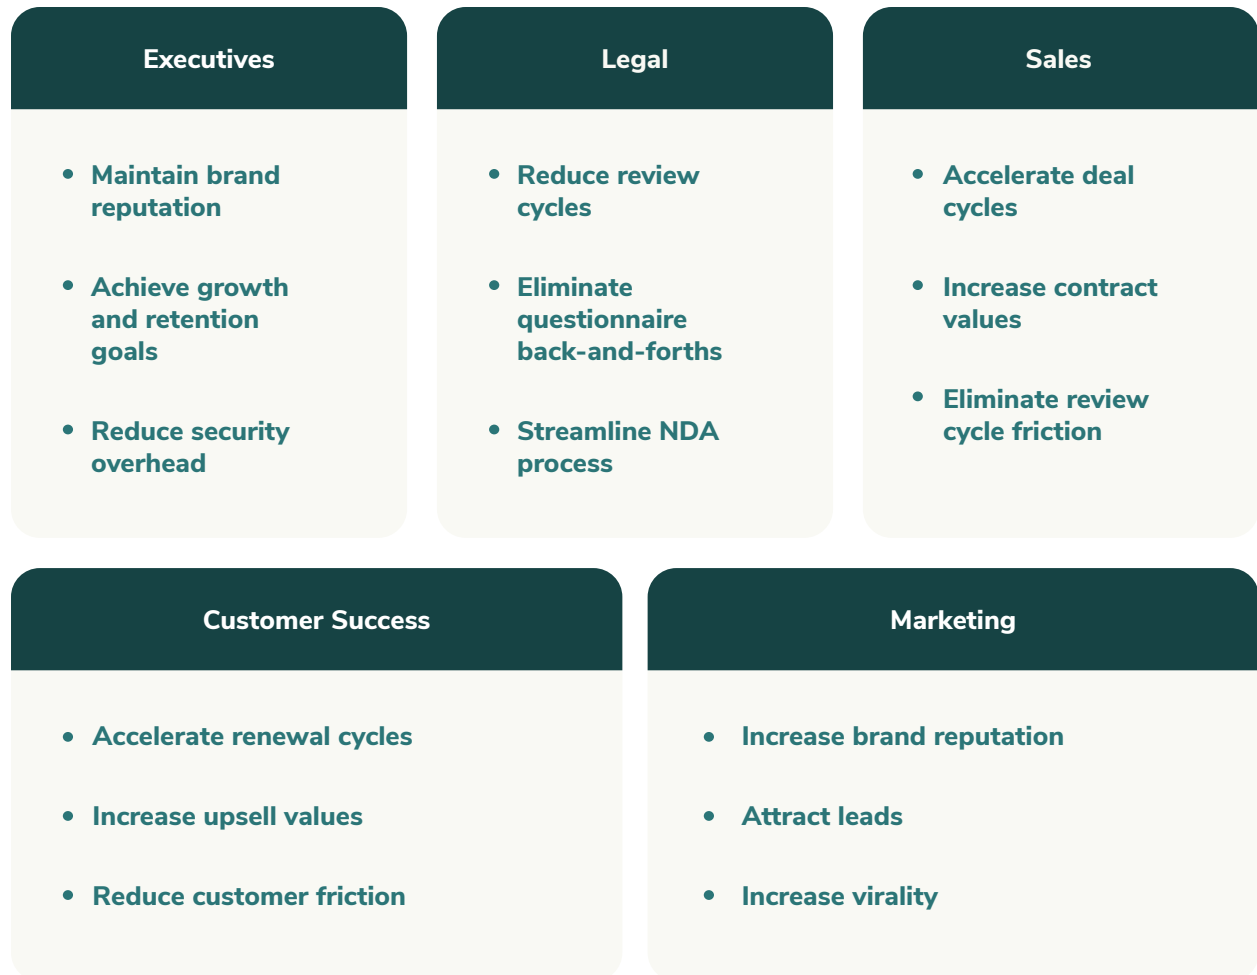 Executives
Maintain brand
reputation
Achieve growth
and retention
goals
Reduce security
overhead
Legal
Reduce review
cycles
Eliminate
questionnaire
back-and-forths
Streamline NDA
process
Sales
Accelerate deal
cycles
Increase contract
values
Eliminate review
cycle friction
Customer Success
Accelerate renewal cycles
Increase upsell values
Reduce customer friction
Marketing
Increase brand reputation
Attract leads
Increase virality